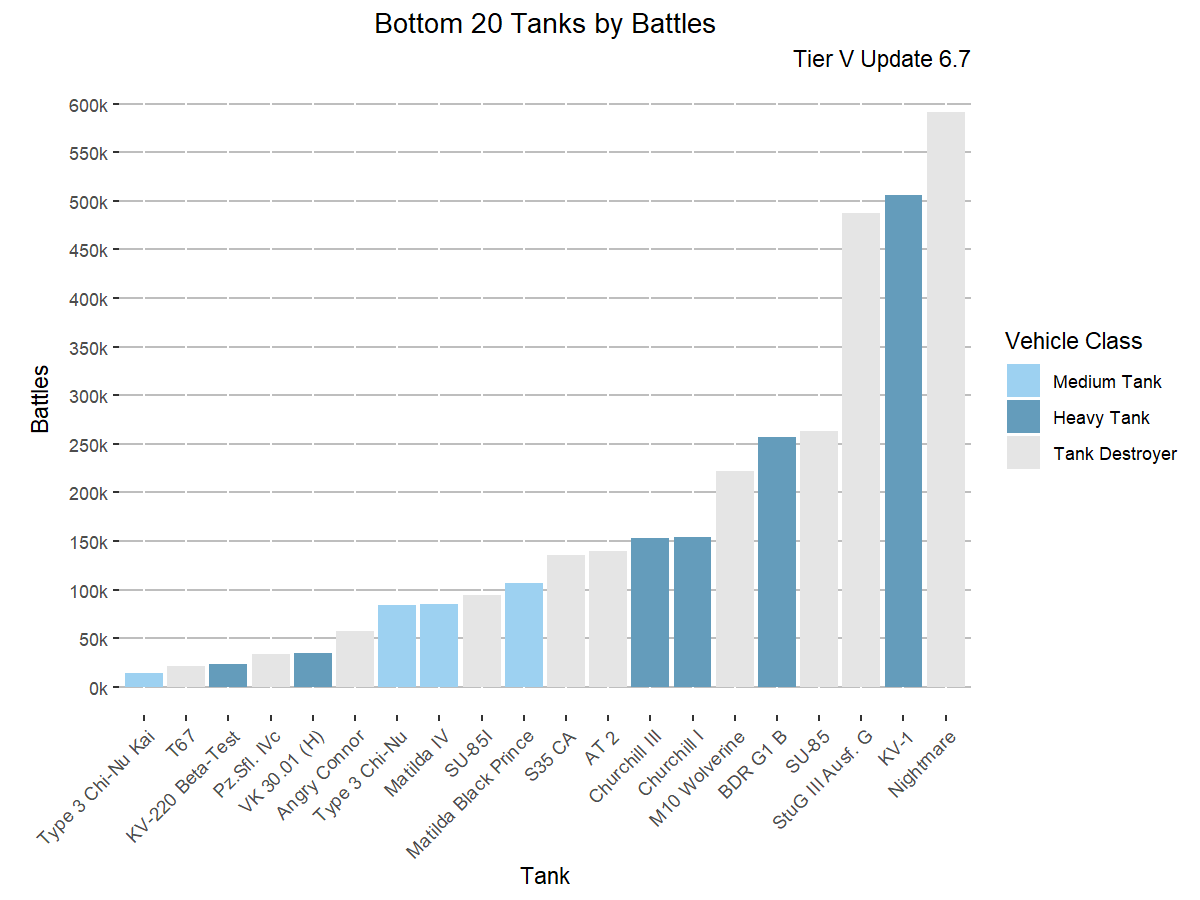 Bottom 20 Tanks by Battles
Tier V Update 6.7
600k
550k
500k
450k
400k
350k
300k
250k
200k
150k
100k
50k
0k
Battles
Type 3 Chi-Nu Kai
T67
KV-220 Beta-Test
Pz.Sfl. IVc
VK 30.01 (H)
Angry Connor
Type 3 Chi-Nu
Matilda IV
SU-85I
Matilda Black Prince
S35 CA
AT 2
Churchill III
Churchill I
M10 Wolverine
BDR G1 B
SU-85
StuG III Ausf. G
KV-1
Nightmare
Tank
Vehicle Class
Medium Tank
Heavy Tank
Tank Destroyer